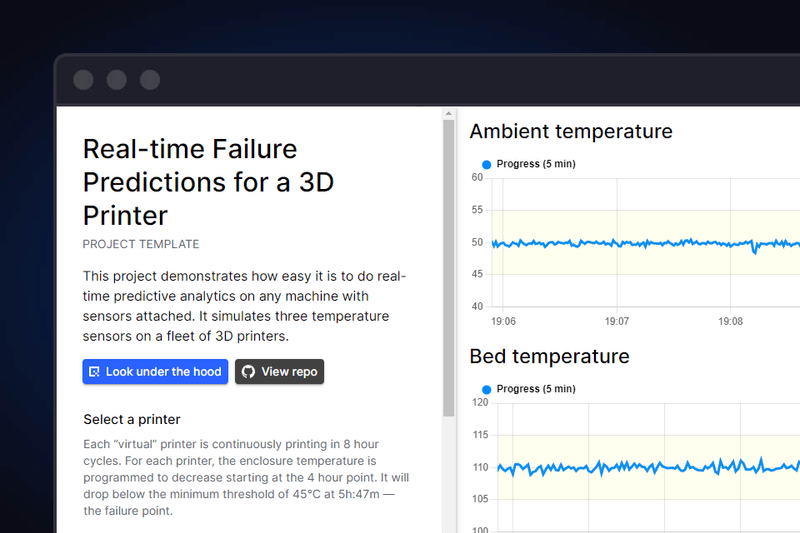 Real-time Failure
Predictions for a 3D
Printer
PROJECT TEMPLATE
This project demonstrates how easy it is to do real-
time predictive analytics on any machine with
sensors attached. It simulates three temperature
sensors on a fleet of 3D printers.
Look under the hood
View repo
Select a printer
Each “virtual” printer is continuously printing in 8 hour
cycles. For each printer, the enclosure temperature is
programmed to decrease starting at the 4 hour point. It will
drop below the minimum threshold of 45°C at 5h:47m —
the failure point.
Ambient temperature
Progress (5 min)
60
55
50
45
40
19:06 19:07 19:08
Bed temperature
Progress (5 min)
120
115
110
105
100